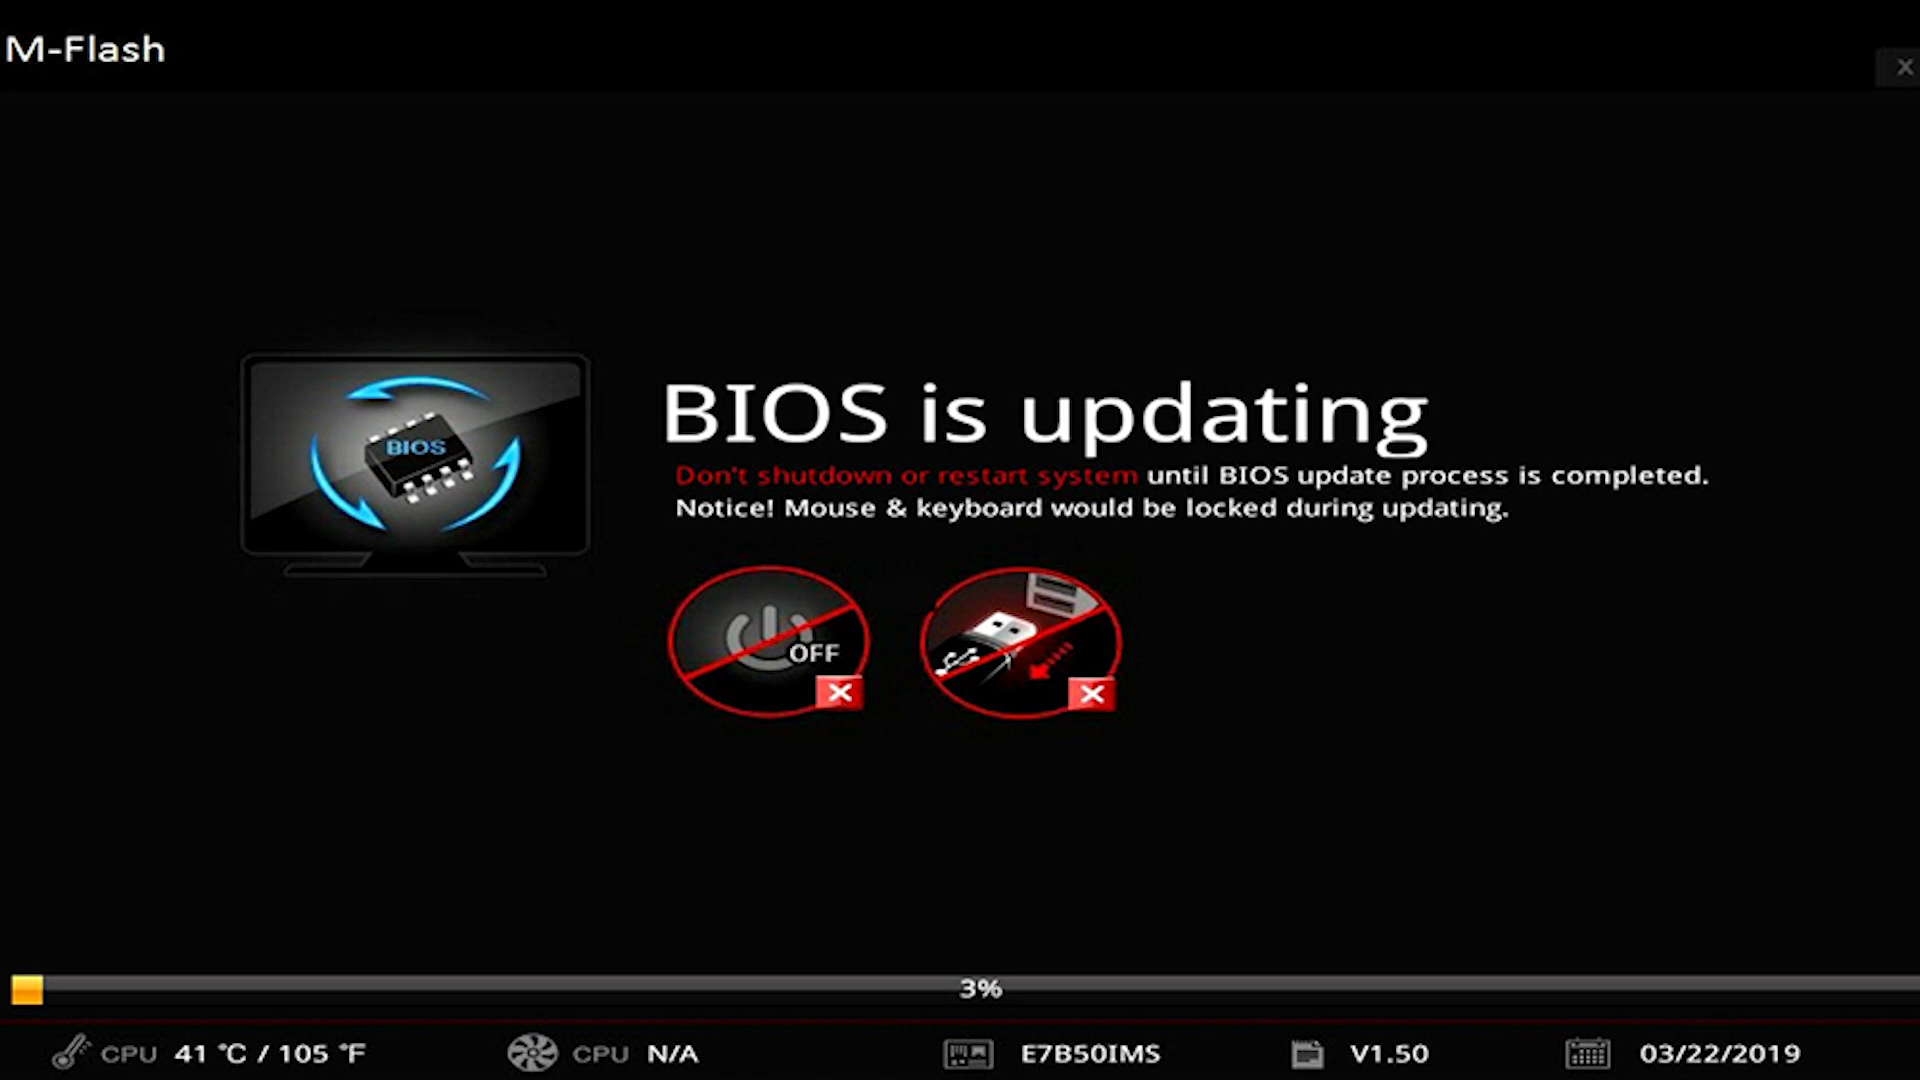 M-Flash
X
BIOS
BIOS is updating
Don't shutdown or restart system until BIOS update process is completed.
Notice! Mouse & keyboard would be locked during updating.
OFF
3%
CPU 41 °C / 105 °F
CPU N/A
E7B50IMS
V1.50
03/22/2019